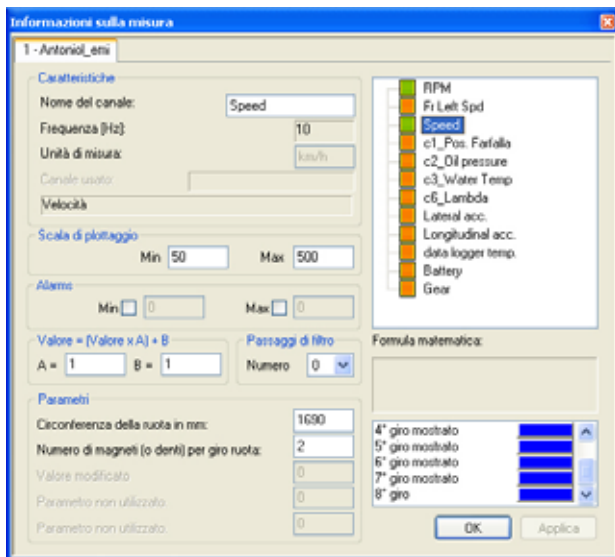 Informazioni sulla misura
1 - Antoniol_emi
Caratteristiche
Nome del canale: Speed
Frequenza [Hz]: 10
Unità di misura: km/h
Canale usato:
Velocità
Scala di plottaggio
Min 50 Max 500
Alarms
Min 0 Max 0
Valore = (Valore x A) + B
A = 1 B = 1
Passaggi di filtro
Numero 0
Parametri
Circonferenza della ruota in mm: 1690
Numero di magneti (o denti) per giro ruota: 2
Valore modificato 0
Parametro non utilizzato. 0
Parametro non utilizzato. 0
RPM
Fr Left Spd
Speed
c1_Pos. Farfalla
c2_Oil pressure
c3_Water Temp
c6_Lambda
Lateral acc.
Longitudinal acc.
data logger temp.
Battery
Gear
Formula matematica:
4° giro mostrato
5° giro mostrato
6° giro mostrato
7° giro mostrato
8° giro
OK Applica